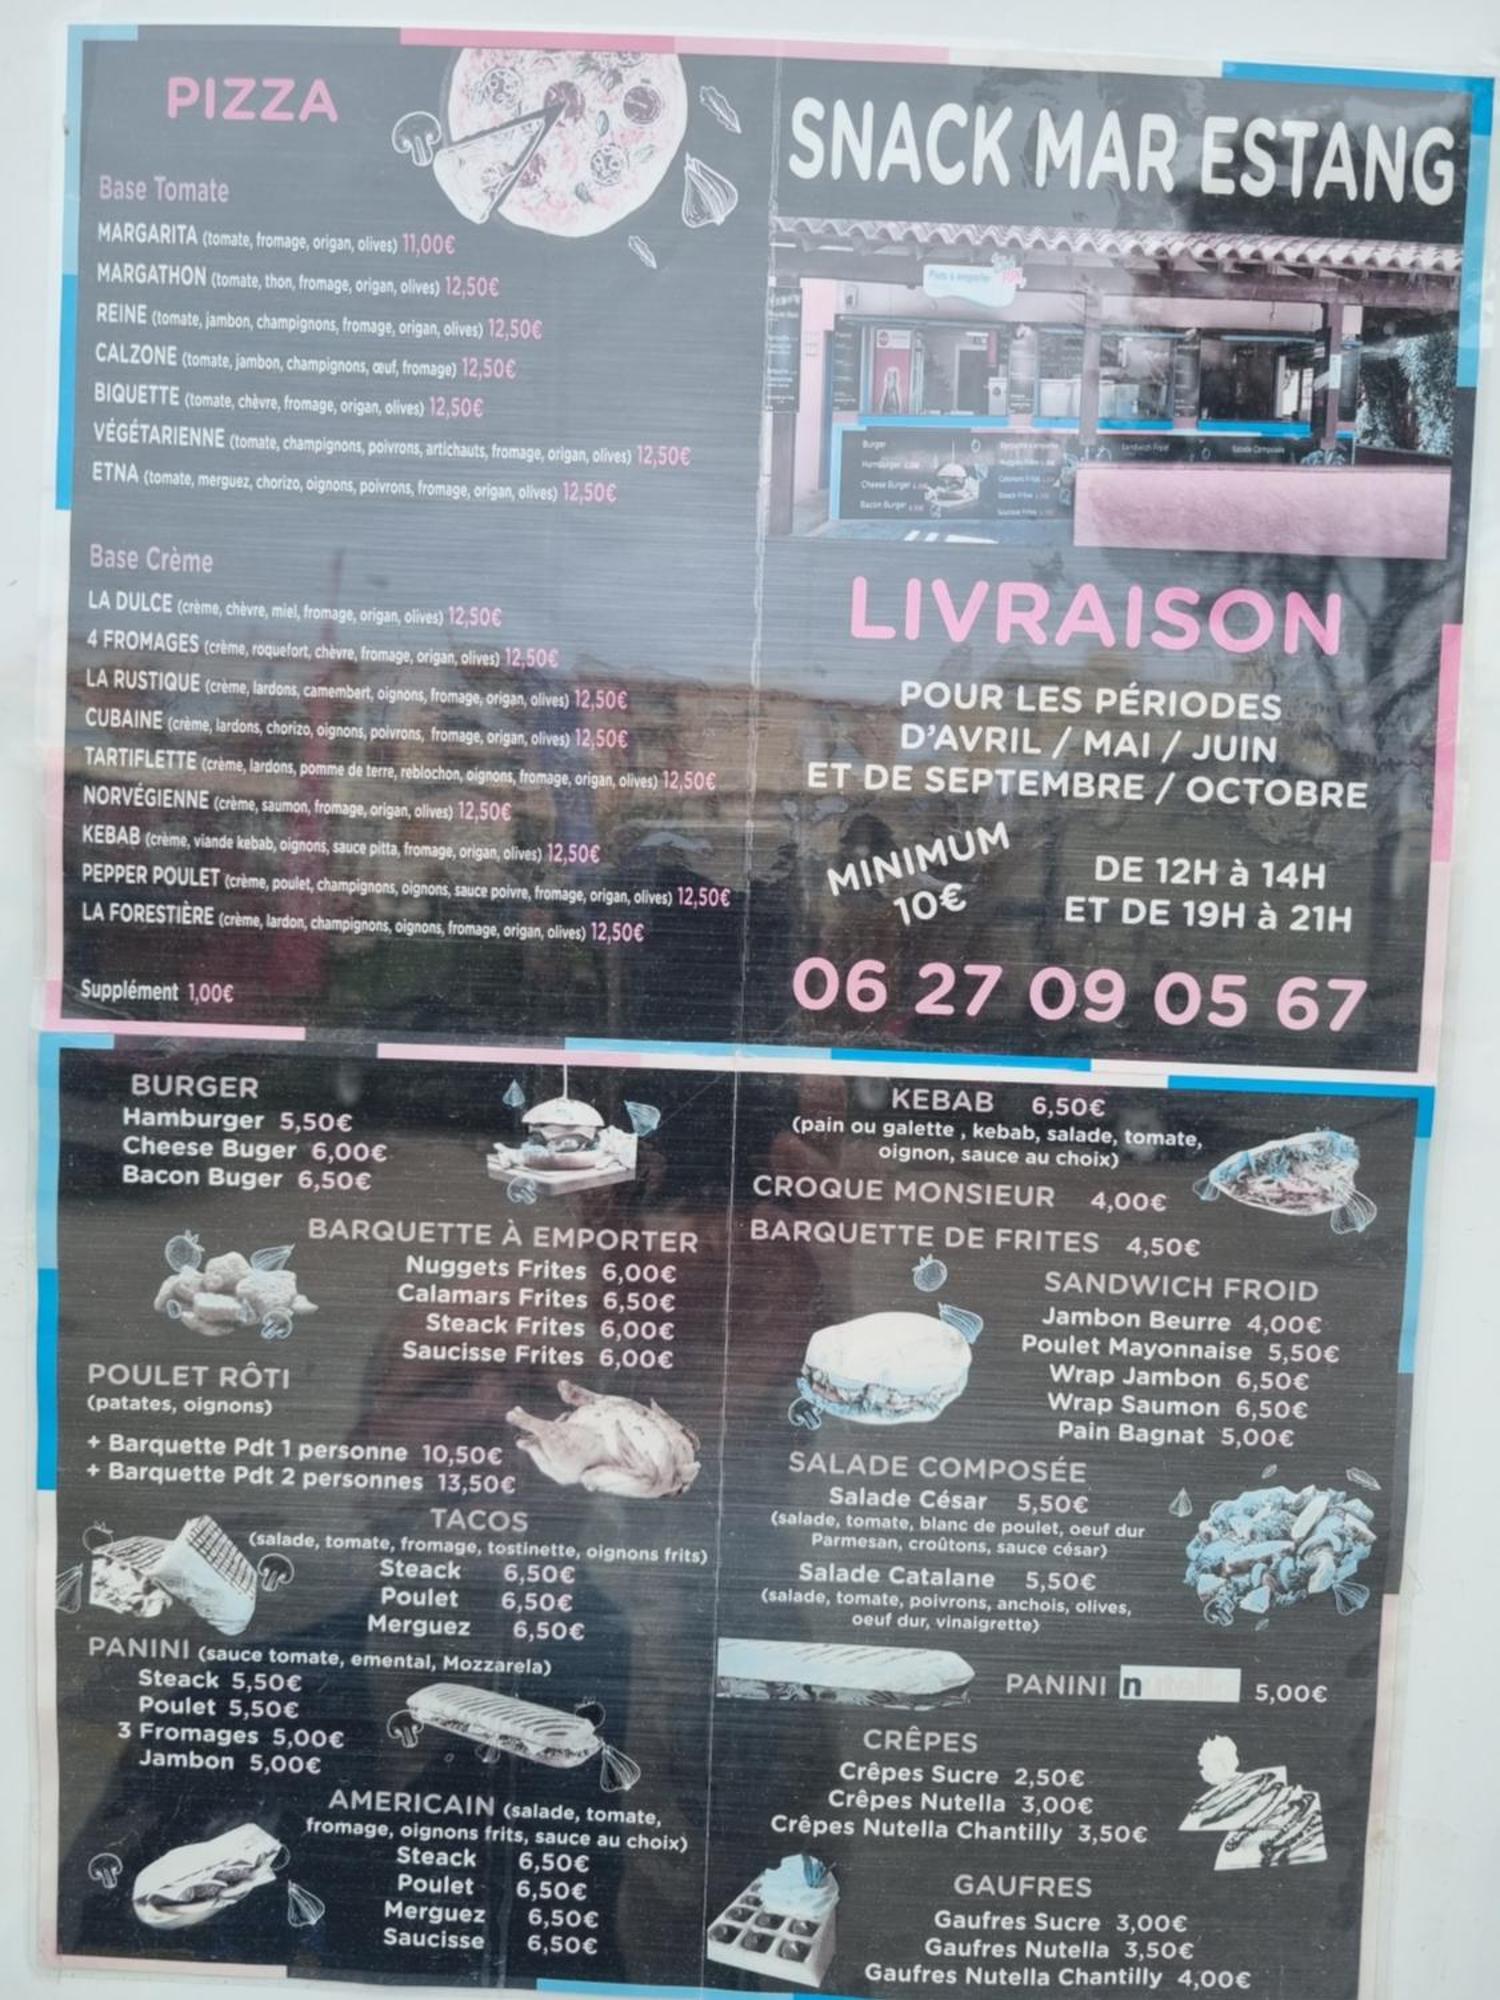 PIZZA
Base Tomate
MARGARITA (tomate, fromage, origan, olives) 11,00€
MARGATHON (tomate, thon, fromage, origan, olives) 12,50€
REINE (tomate, jambon, champignons, fromage, origan, olives) 12,50€
CALZONE (tomate, jambon, champignons, œuf, fromage) 12,50€
BIQUETTE (tomate, chèvre, fromage, origan, olives) 12,50€
VÉGÉTARIENNE (tomate, champignons, poivrons, artichauts, fromage, origan, olives) 12,50€
ETNA (tomate, merguez, chorizo, oignons, poivrons, fromage, origan, olives) 12,50€
Base Crème
LA DULCE (crème, chèvre, miel, fromage, origan, olives) 12,50€
4 FROMAGES (crème, roquefort, chèvre, fromage, origan, olives) 12,50€
LA RUSTIQUE (crème, lardons, camembert, oignons, fromage, origan, olives) 12,50€
CUBAINE (crème, lardons, chorizo, oignons, poivrons, fromage, origan, olives) 12,50€
TARTIFLETTE (crème, lardons, pomme de terre, reblochon, oignons, fromage, origan, olives) 12,50€
NORVÉGIENNE (crème, saumon, fromage, origan, olives) 12,50€
KEBAB (crème, viande kebab, oignons, sauce pitta, fromage, origan, olives) 12,50€
PEPPER POULET (crème, poulet, champignons, oignons, sauce poivre, fromage, origan, olives) 12,50€
LA FORESTIÈRE (crème, lardon, champignons, oignons, fromage, origan, olives) 12,50€
Supplément 1,00€
SNACK MAR ESTANG
Plats à emporter
Burger
Hamburger
Cheese Burger
Bacon Burger
Sandwich Froid
Salade Composée
LIVRAISON
POUR LES PÉRIODES
D'AVRIL / MAI / JUIN
ET DE SEPTEMBRE / OCTOBRE
MINIMUM
10€
DE 12H à 14H
ET DE 19H à 21H
06 27 09 05 67
BURGER
Hamburger 5,50€
Cheese Buger 6,00€
Bacon Buger 6,50€
BARQUETTE À EMPORTER
Nuggets Frites 6,00€
Calamars Frites 6,50€
Steack Frites 6,00€
Saucisse Frites 6,00€
POULET RÔTI
(patates, oignons)
+ Barquette Pdt 1 personne 10,50€
+ Barquette Pdt 2 personnes 13,50€
TACOS
(salade, tomate, fromage, tostinette, oignons frits)
Steack 6,50€
Poulet 6,50€
Merguez 6,50€
PANINI (sauce tomate, emental, Mozzarela)
Steack 5,50€
Poulet 5,50€
3 Fromages 5,00€
Jambon 5,00€
AMERICAIN (salade, tomate,
fromage, oignons frits, sauce au choix)
Steack 6,50€
Poulet 6,50€
Merguez 6,50€
Saucisse 6,50€
KEBAB 6,50€
(pain ou galette , kebab, salade, tomate,
oignon, sauce au choix)
CROQUE MONSIEUR 4,00€
BARQUETTE DE FRITES 4,50€
SANDWICH FROID
Jambon Beurre 4,00€
Poulet Mayonnaise 5,50€
Wrap Jambon 6,50€
Wrap Saumon 6,50€
Pain Bagnat 5,00€
SALADE COMPOSÉE
Salade César 5,50€
(salade, tomate, blanc de poulet, oeuf dur
Parmesan, croûtons, sauce césar)
Salade Catalane 5,50€
(salade, tomate, poivrons, anchois, olives,
oeuf dur, vinaigrette)
PANINI nutella 5,00€
CRÊPES
Crêpes Sucre 2,50€
Crêpes Nutella 3,00€
Crêpes Nutella Chantilly 3,50€
GAUFRES
Gaufres Sucre 3,00€
Gaufres Nutella 3,50€
Gaufres Nutella Chantilly 4,00€